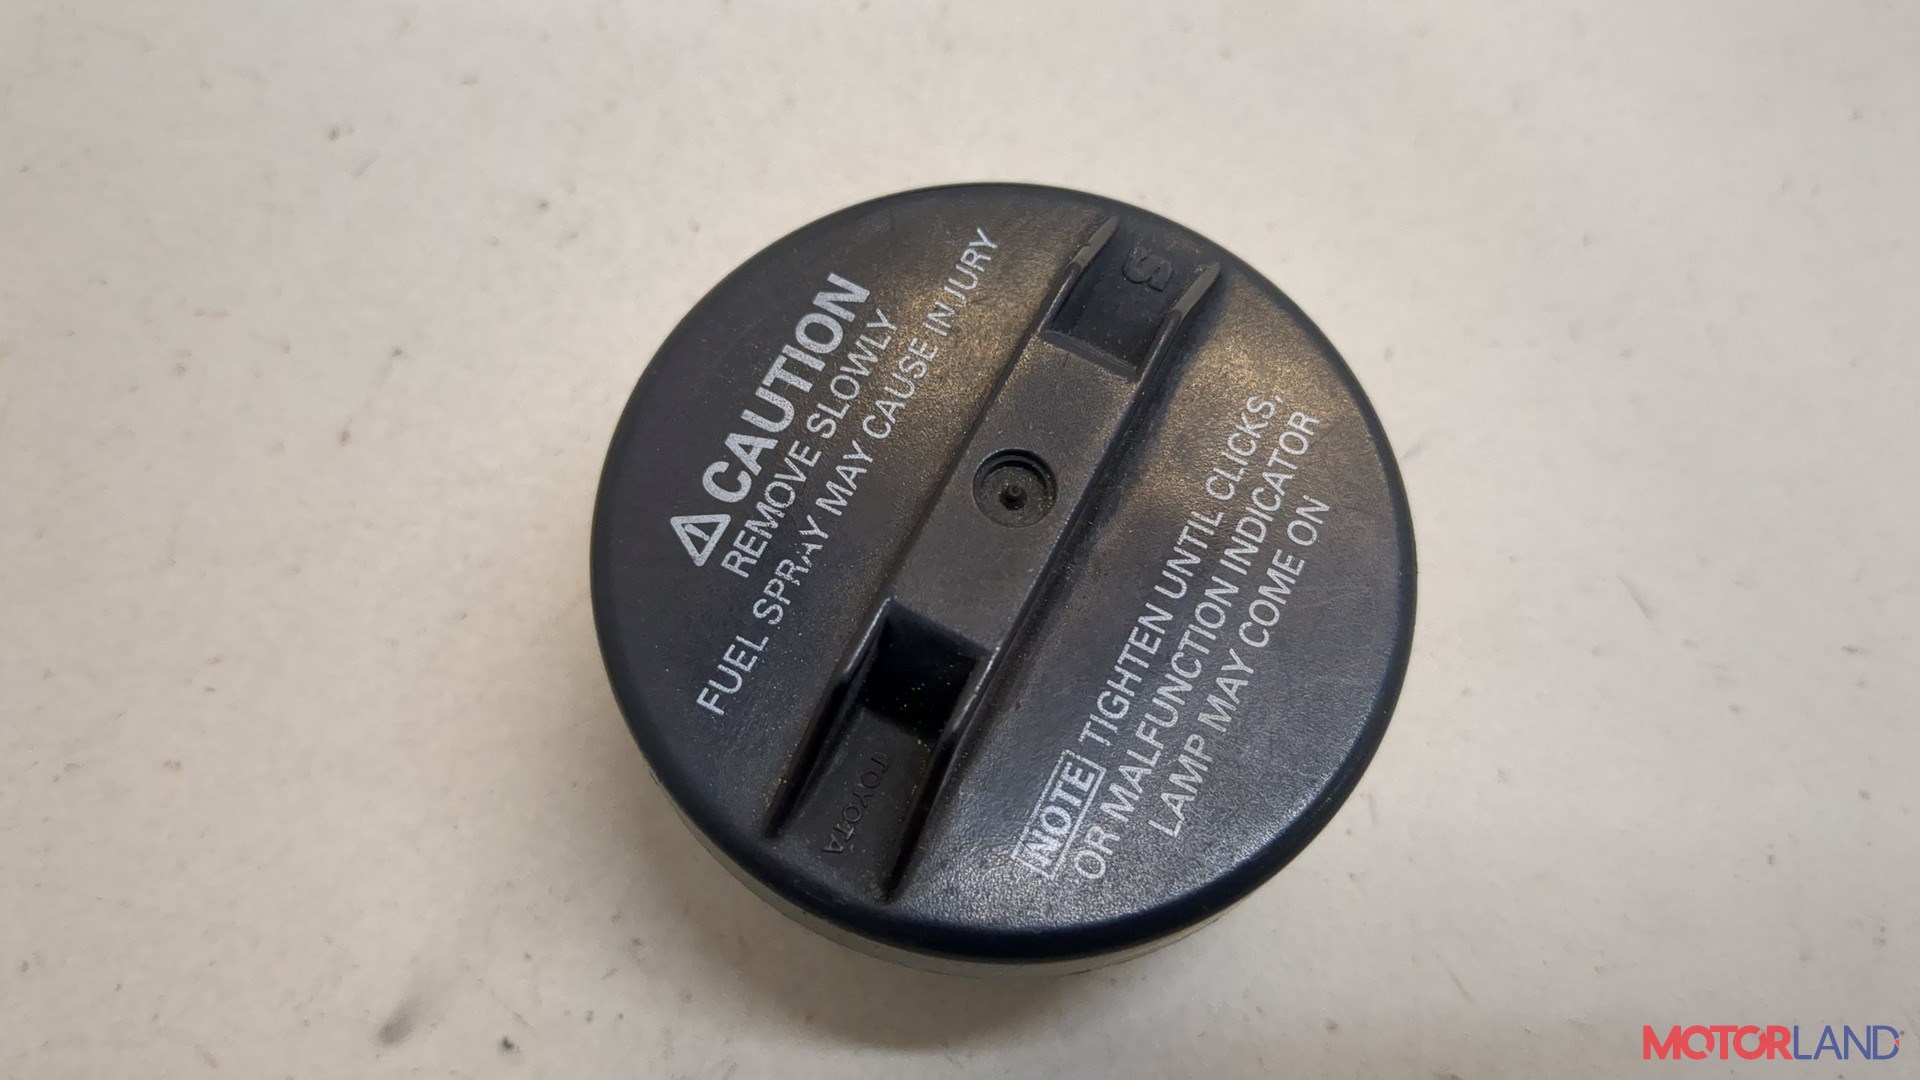 ⚠ CAUTION
REMOVE SLOWLY
FUEL SPRAY MAY CAUSE INJURY
S
TOYOTA
NOTE TIGHTEN UNTIL CLICKS,
OR MALFUNCTION INDICATOR
LAMP MAY COME ON
MOTORLAND